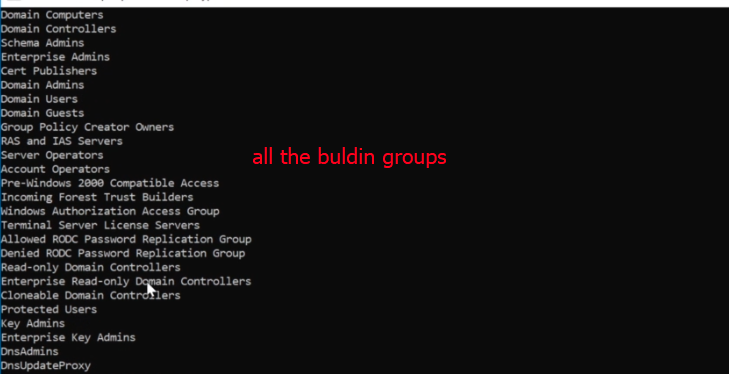 Domain Computers
Domain Controllers
Schema Admins
Enterprise Admins
Cert Publishers
Domain Admins
Domain Users
Domain Guests
Group Policy Creator Owners
RAS and IAS Servers
Server Operators
all the buldin groups
Account Operators
Pre-Windows 2000 Compatible Access
Incoming Forest Trust Builders
Windows Authorization Access Group
Terminal Server License Servers
Allowed RODC Password Replication Group
Denied RODC Password Replication Group
Read-only Domain Controllers
Enterprise Read-only Domain Controllers
Cloneable Domain Controllers
Protected Users
Key Admins
Enterprise Key Admins
DnsAdmins
DnsUpdateProxy